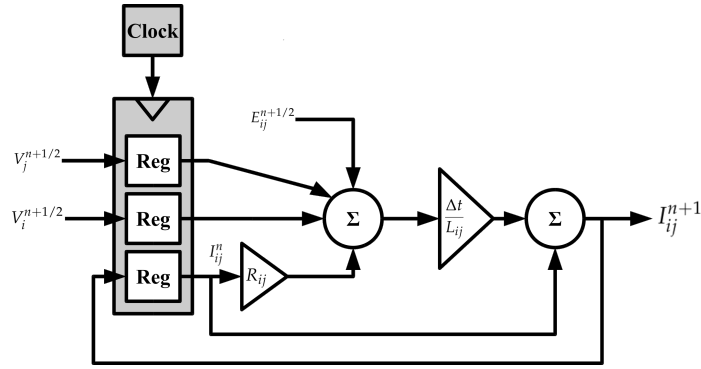 Clock
E_{ij}^{n+1/2}
V_j^{n+1/2}
Reg
V_i^{n+1/2}
Reg
Σ
Δt
L_{ij}
Σ
I_{ij}^{n+1}
I_{ij}^n
Reg
R_{ij}